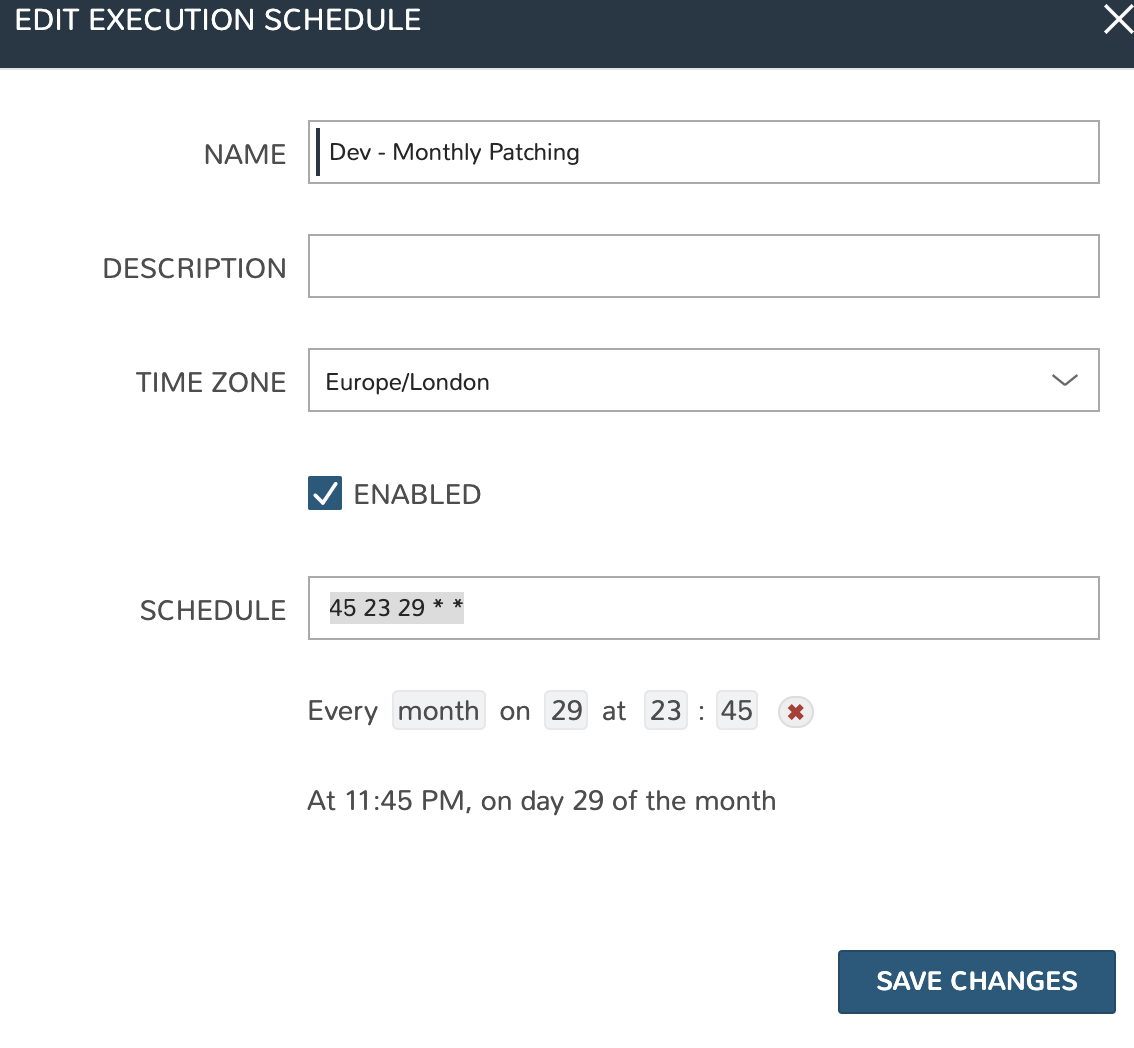 EDIT EXECUTION SCHEDULE
NAME Dev - Monthly Patching
DESCRIPTION
TIME ZONE Europe/London
ENABLED
SCHEDULE 45 23 29 * *
Every month on 29 at 23 : 45
At 11:45 PM, on day 29 of the month
SAVE CHANGES